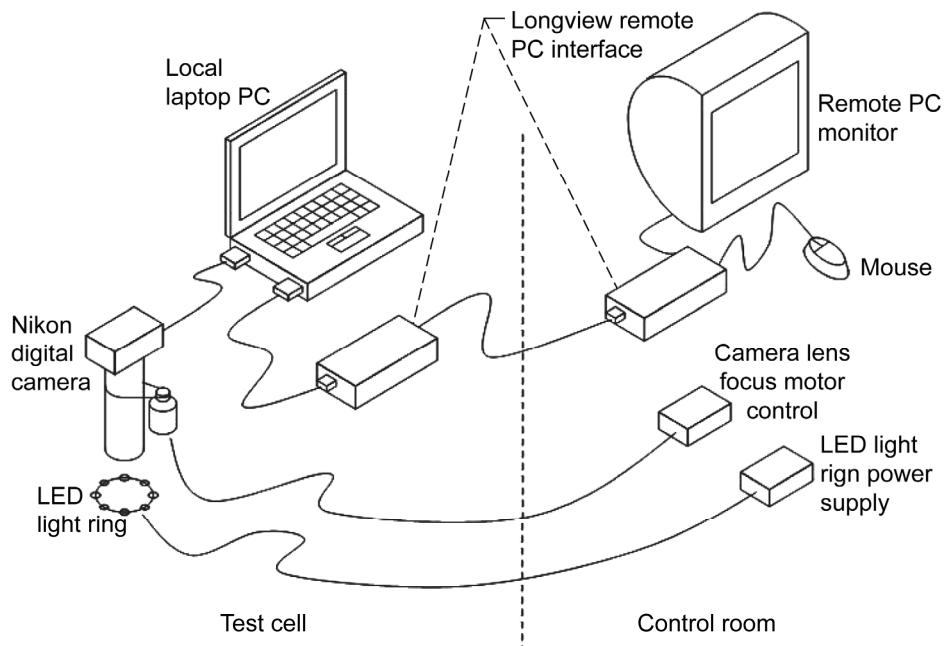 Longview remote
PC interface
Local
laptop PC
Remote PC
monitor
Mouse
Nikon
digital
camera
Camera lens
focus motor
control
LED light
rign power
supply
LED
light ring
Test cell
Control room